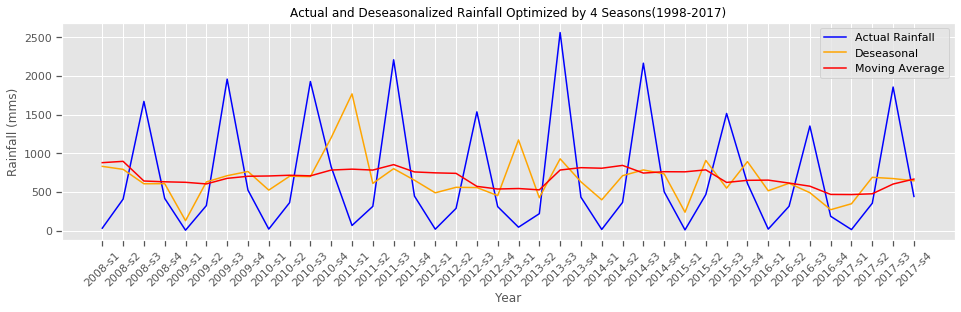 Actual and Deseasonalized Rainfall Optimized by 4 Seasons(1998-2017)
Actual Rainfall
Deseasonal
Moving Average
Rainfall (mms)
2500
2000
1500
1000
500
0
2008-s1
2008-s2
2008-s3
2008-s4
2009-s1
2009-s2
2009-s3
2009-s4
2010-s1
2010-s2
2010-s3
2010-s4
2011-s1
2011-s2
2011-s3
2011-s4
2012-s1
2012-s2
2012-s3
2012-s4
2013-s1
2013-s2
2013-s3
2013-s4
2014-s1
2014-s2
2014-s3
2014-s4
2015-s1
2015-s2
2015-s3
2015-s4
2016-s1
2016-s2
2016-s3
2016-s4
2017-s1
2017-s2
2017-s3
2017-s4
Year